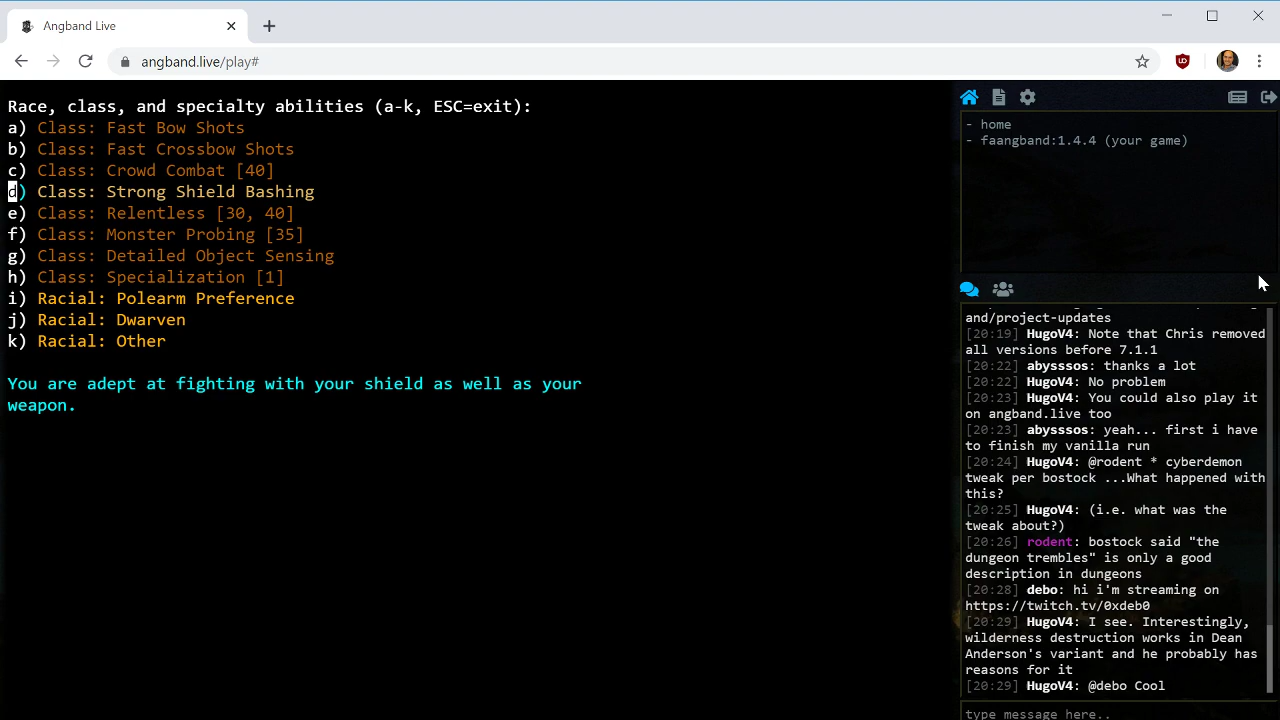 Angband Live
angband.live/play#
Race, class, and specialty abilities (a-k, ESC=exit):
a) Class: Fast Bow Shots
b) Class: Fast Crossbow Shots
c) Class: Crowd Combat [40]
d) Class: Strong Shield Bashing
e) Class: Relentless [30, 40]
f) Class: Monster Probing [35]
g) Class: Detailed Object Sensing
h) Class: Specialization [1]
i) Racial: Polearm Preference
j) Racial: Dwarven
k) Racial: Other
You are adept at fighting with your shield as well as your
weapon.
- home
- faangband:1.4.4 (your game)
and/project-updates
[20:19] HugoV4: Note that Chris removed
all versions before 7.1.1
[20:22] abysssos: thanks a lot
[20:22] HugoV4: No problem
[20:23] HugoV4: You could also play it
on angband.live too
[20:23] abysssos: yeah... first i have
to finish my vanilla run
[20:24] HugoV4: @rodent * cyberdemon
tweak per bostock ...What happened with
this?
[20:25] HugoV4: (i.e. what was the
tweak about?)
[20:26] rodent: bostock said "the
dungeon trembles" is only a good
description in dungeons
[20:28] debo: hi i'm streaming on
https://twitch.tv/0xdeb0
[20:29] HugoV4: I see. Interestingly,
wilderness destruction works in Dean
Anderson's variant and he probably has
reasons for it
[20:29] HugoV4: @debo Cool
type message here..